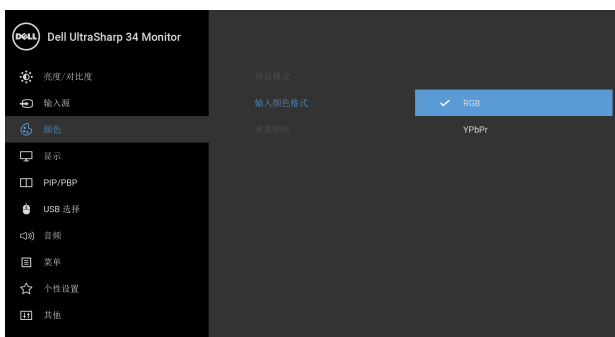 DELL Dell UltraSharp 34 Monitor
亮度/对比度
预设模式
输入源
输入颜色格式
✓ RGB
颜色
重置颜色
YPbPr
显示
PIP/PBP
USB 选择
音频
菜单
个性设置
其他